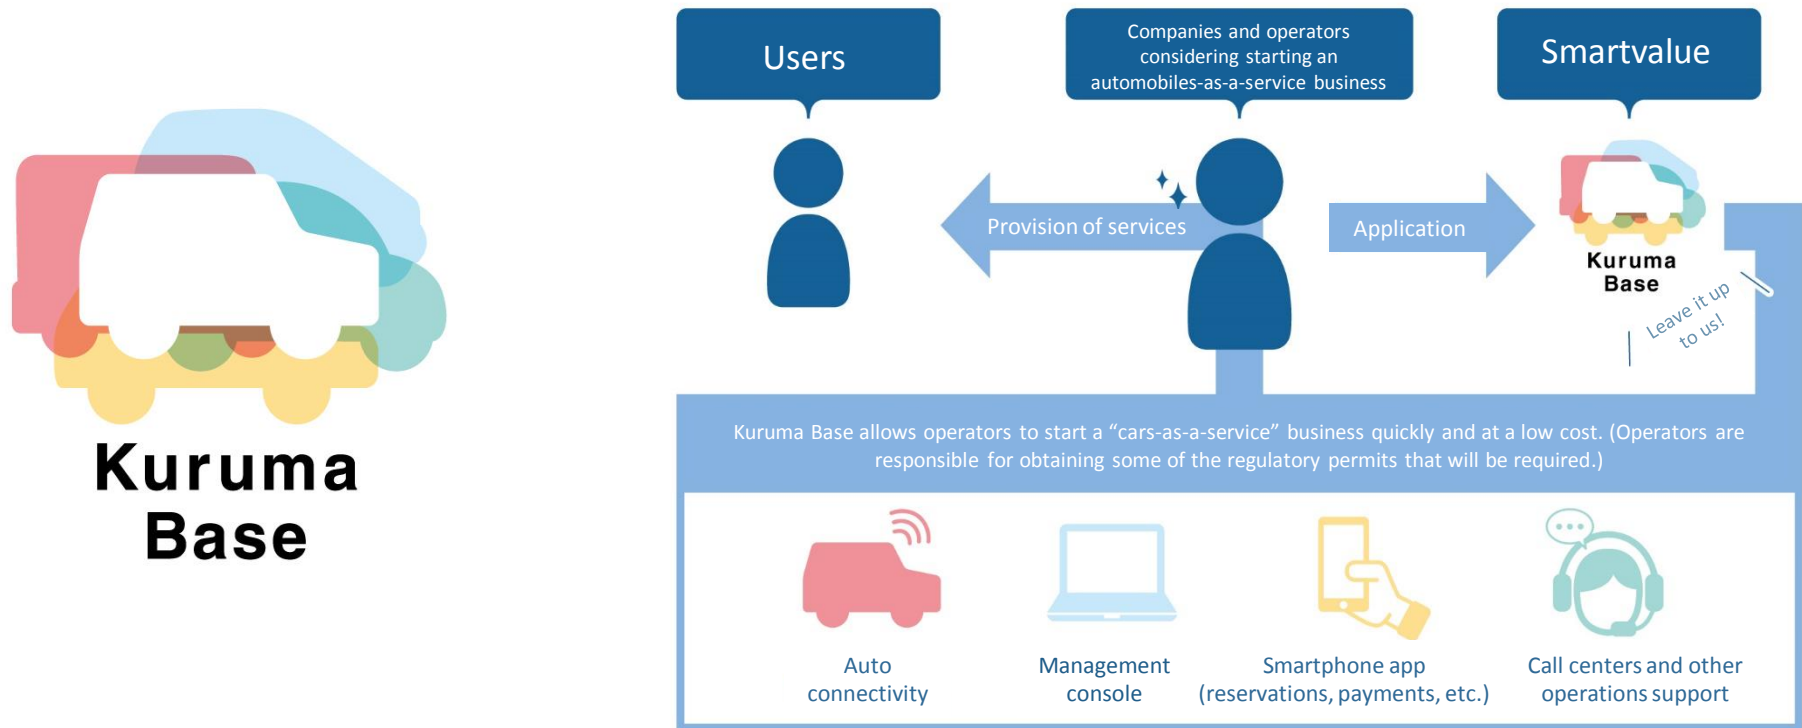 Kuruma
Base
Users
Companies and operators
considering starting an
automobiles-as-a-service business
Smartvalue
Provision of services
Application
Kuruma
Base
Leave it up
to us!
Kuruma Base allows operators to start a “cars-as-a-service” business quickly and at a low cost. (Operators are
responsible for obtaining some of the regulatory permits that will be required.)
Auto
connectivity
Management
console
Smartphone app
(reservations, payments, etc.)
Call centers and other
operations support